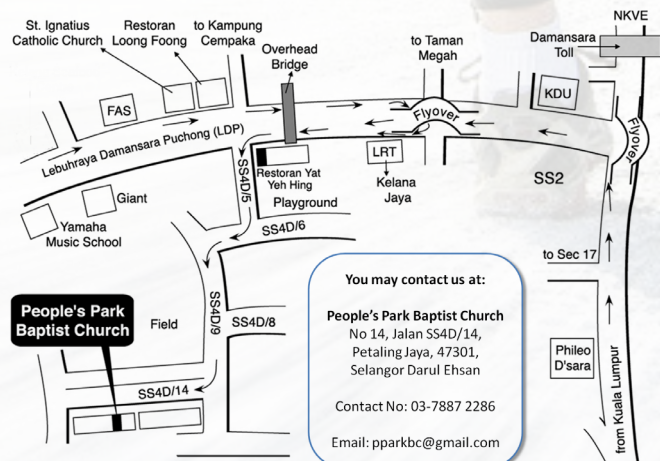 NKVE
St. Ignatius
Catholic Church
Restoran
Loong Foong
to Kampung
Cempaka
Overhead
Bridge
to Taman
Megah
Damansara
Toll
FAS
KDU
Flyover
Flyover
Lebuhraya Damansara Puchong (LDP)
LRT
Kelana
Jaya
Restoran Yat
Yeh Hing
SS4D/5
SS2
Giant
Playground
Yamaha
Music School
SS4D/6
to Sec 17
People's Park
Baptist Church
Field
SS4D/9
SS4D/8
SS4D/14
Phileo
D'sara
from Kuala Lumpur
You may contact us at:
People's Park Baptist Church
No 14, Jalan SS4D/14,
Petaling Jaya, 47301,
Selangor Darul Ehsan
Contact No: 03-7887 2286
Email: pparkbc@gmail.com